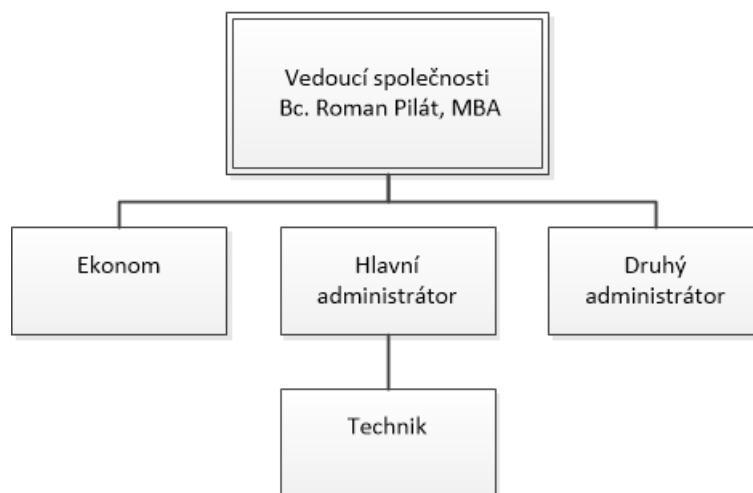 Vedoucí společnosti
Bc. Roman Pilát, MBA
Ekonom
Hlavní
administrátor
Druhý
administrátor
Technik